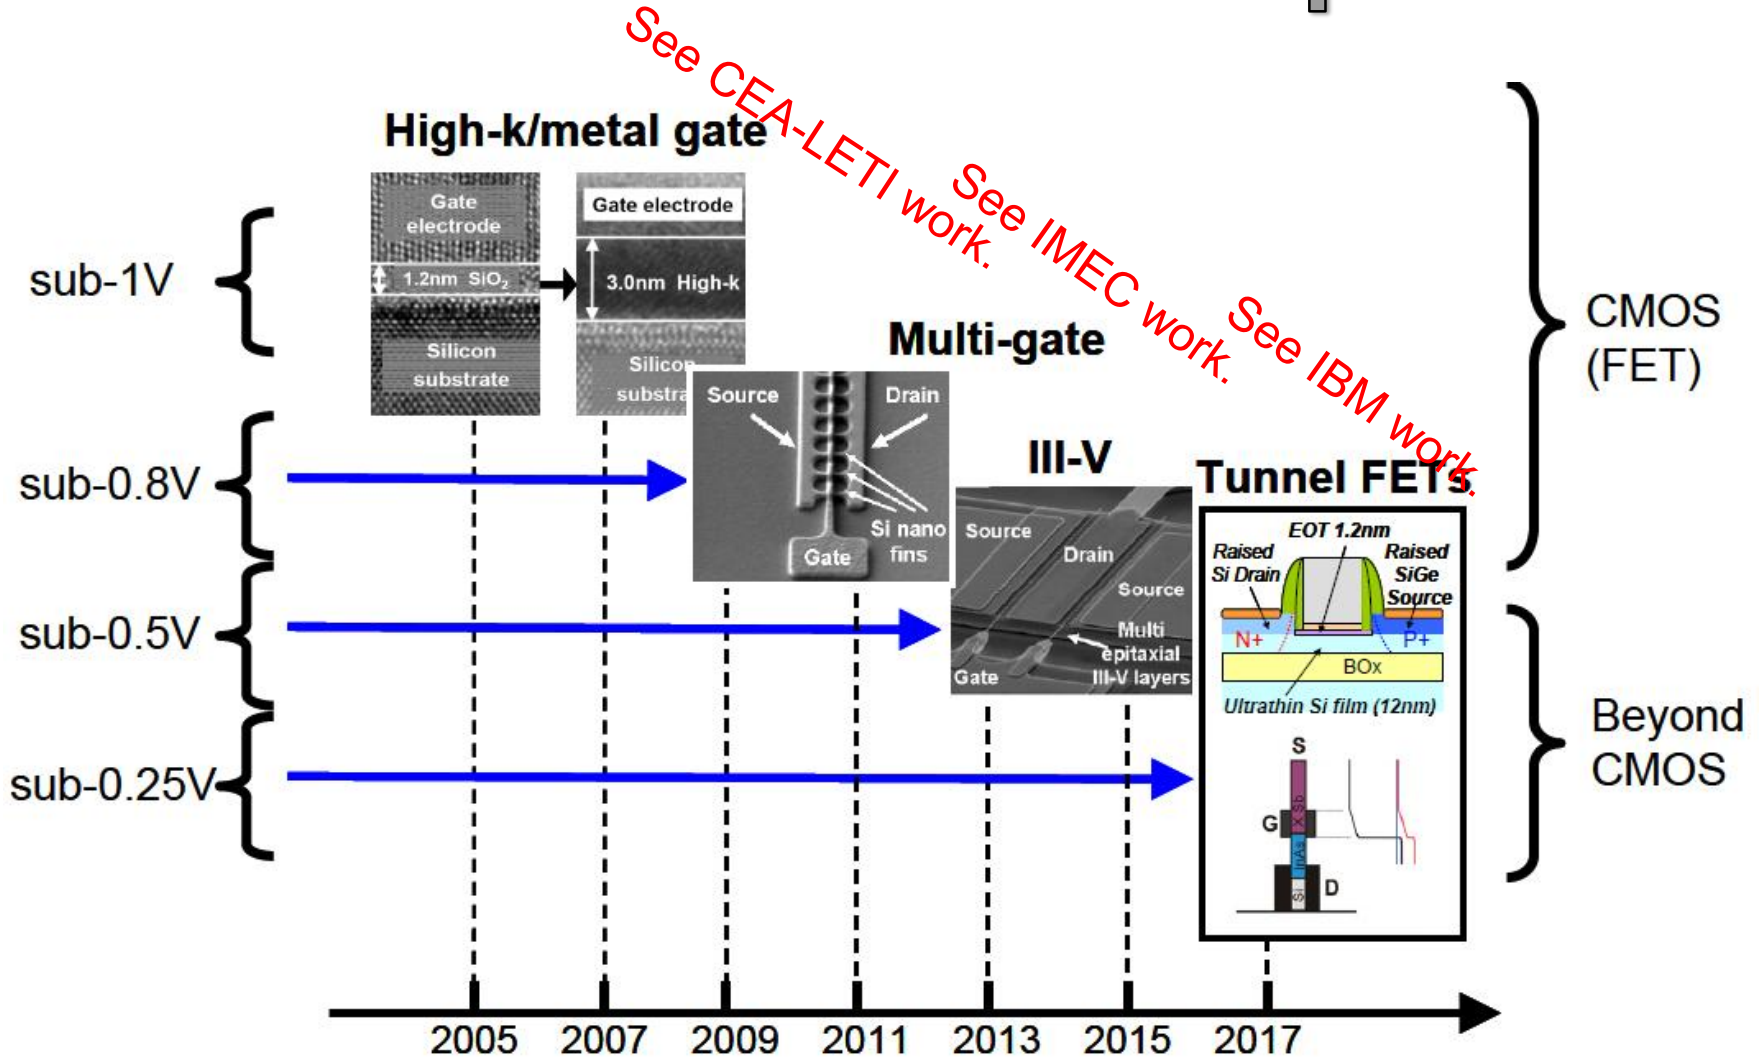 See CEA-LETI work.
See IMEC work.
See IBM work.
High-k/metal gate
Gate
electrode
1.2nm SiO₂
Silicon
substrate
Gate electrode
3.0nm High-k
Silicon
substra
sub-1V
sub-0.8V
sub-0.5V
sub-0.25V
Multi-gate
Source
Drain
Si nano
fins
Gate
III-V
Source
Drain
Source
Multi
epitaxial
III-V layers
Gate
Tunnel FETs
EOT 1.2nm
Raised
Si Drain
Raised
SiGe
Source
N+
P+
BOx
Ultrathin Si film (12nm)
S
XSb
G
InAs
Si
D
CMOS
(FET)
Beyond
CMOS
2005 2007 2009 2011 2013 2015 2017